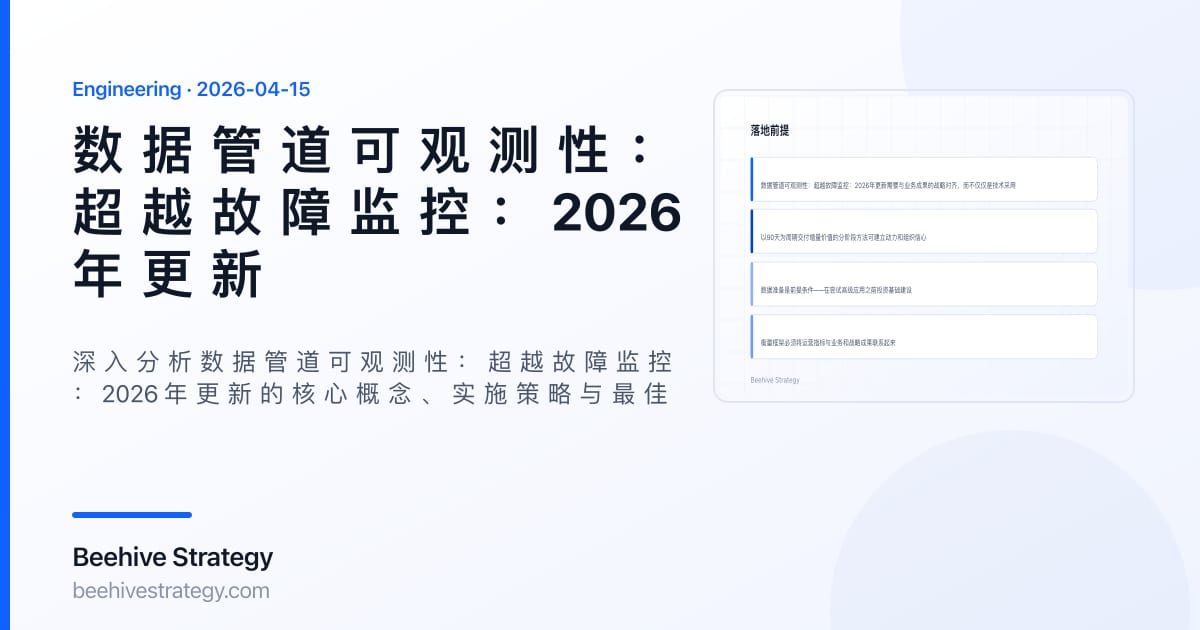 Engineering · 2026-04-15
数据管道可观测性：
超越故障监控：2026
年更新
深入分析数据管道可观测性：超越故障监控
：2026年更新的核心概念、实施策略与最佳
Beehive Strategy
beehivestrategy.com
落地前提
数据管道可观测性：超越故障监控：2026年更新需要与业务成果的战略对齐，而不仅仅是技术采用
以90天为周期交付增量价值的分阶段方法可建立动力和组织信心
数据准备是前提条件——在尝试高级应用之前投资基础建设
衡量框架必须将运营指标与业务和战略成果联系起来
Beehive Strategy